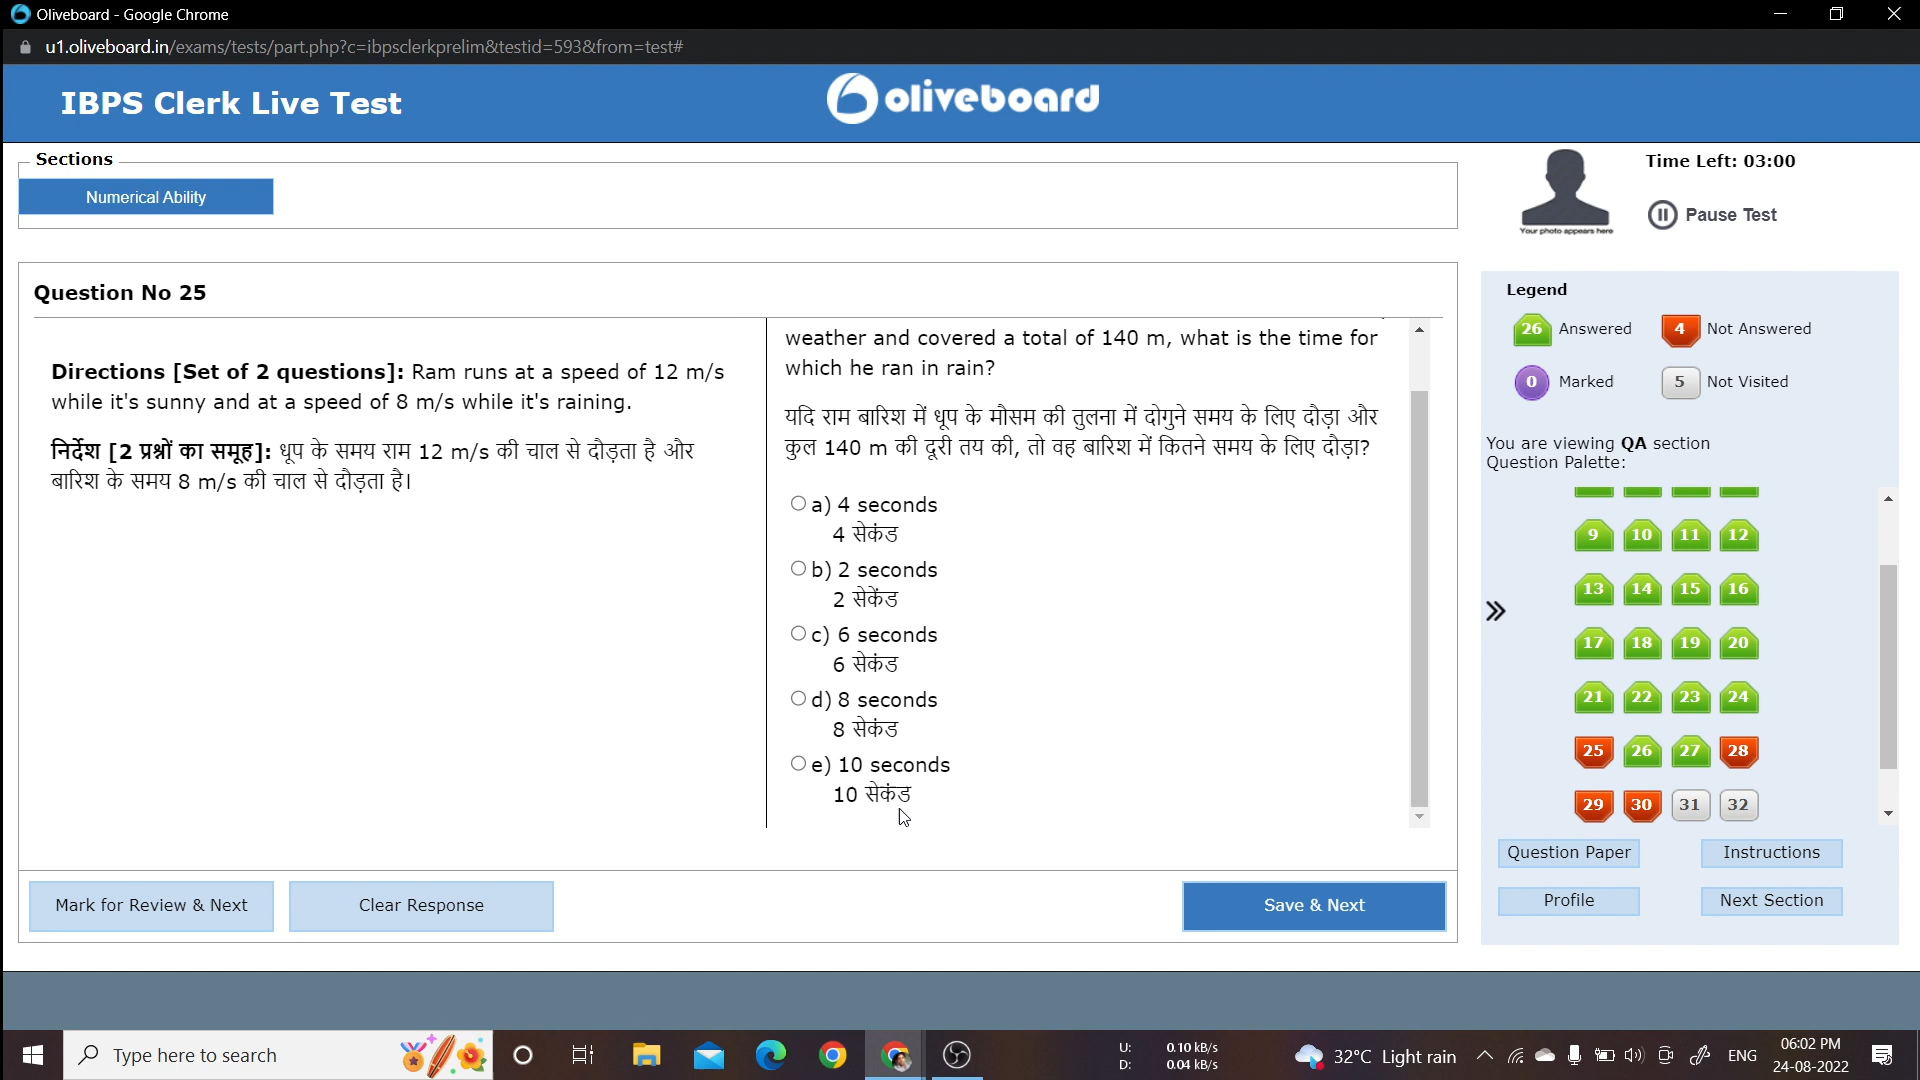 Oliveboard - Google Chrome
u1.oliveboard.in/exams/tests/part.php?c=ibpsclerkprelim&testid=593&from=test#
IBPS Clerk Live Test
oliveboard
Sections
Numerical Ability
Your photo appears here
Time Left: 03:00
Pause Test
Question No 25
Directions [Set of 2 questions]: Ram runs at a speed of 12 m/s
while it's sunny and at a speed of 8 m/s while it's raining.
निर्देश [2 प्रश्नों का समूह]: धूप के समय राम 12 m/s की चाल से दौड़ता है और
बारिश के समय 8 m/s की चाल से दौड़ता है।
weather and covered a total of 140 m, what is the time for
which he ran in rain?
यदि राम बारिश में धूप के मौसम की तुलना में दोगुने समय के लिए दौड़ा और
कुल 140 m की दूरी तय की, तो वह बारिश में कितने समय के लिए दौड़ा?
a) 4 seconds
4 सेकंड
b) 2 seconds
2 सेकेंड
c) 6 seconds
6 सेकंड
d) 8 seconds
8 सेकंड
e) 10 seconds
10 सेकंड
Mark for Review & Next
Clear Response
Save & Next
Legend
26 Answered 4 Not Answered
0 Marked 5 Not Visited
You are viewing QA section
Question Palette:
9 10 11 12
13 14 15 16
17 18 19 20
21 22 23 24
25 26 27 28
29 30 31 32
Question Paper Instructions
Profile Next Section
Type here to search
U: 0.10 kB/s
D: 0.04 kB/s
32°C Light rain
ENG
06:02 PM
24-08-2022